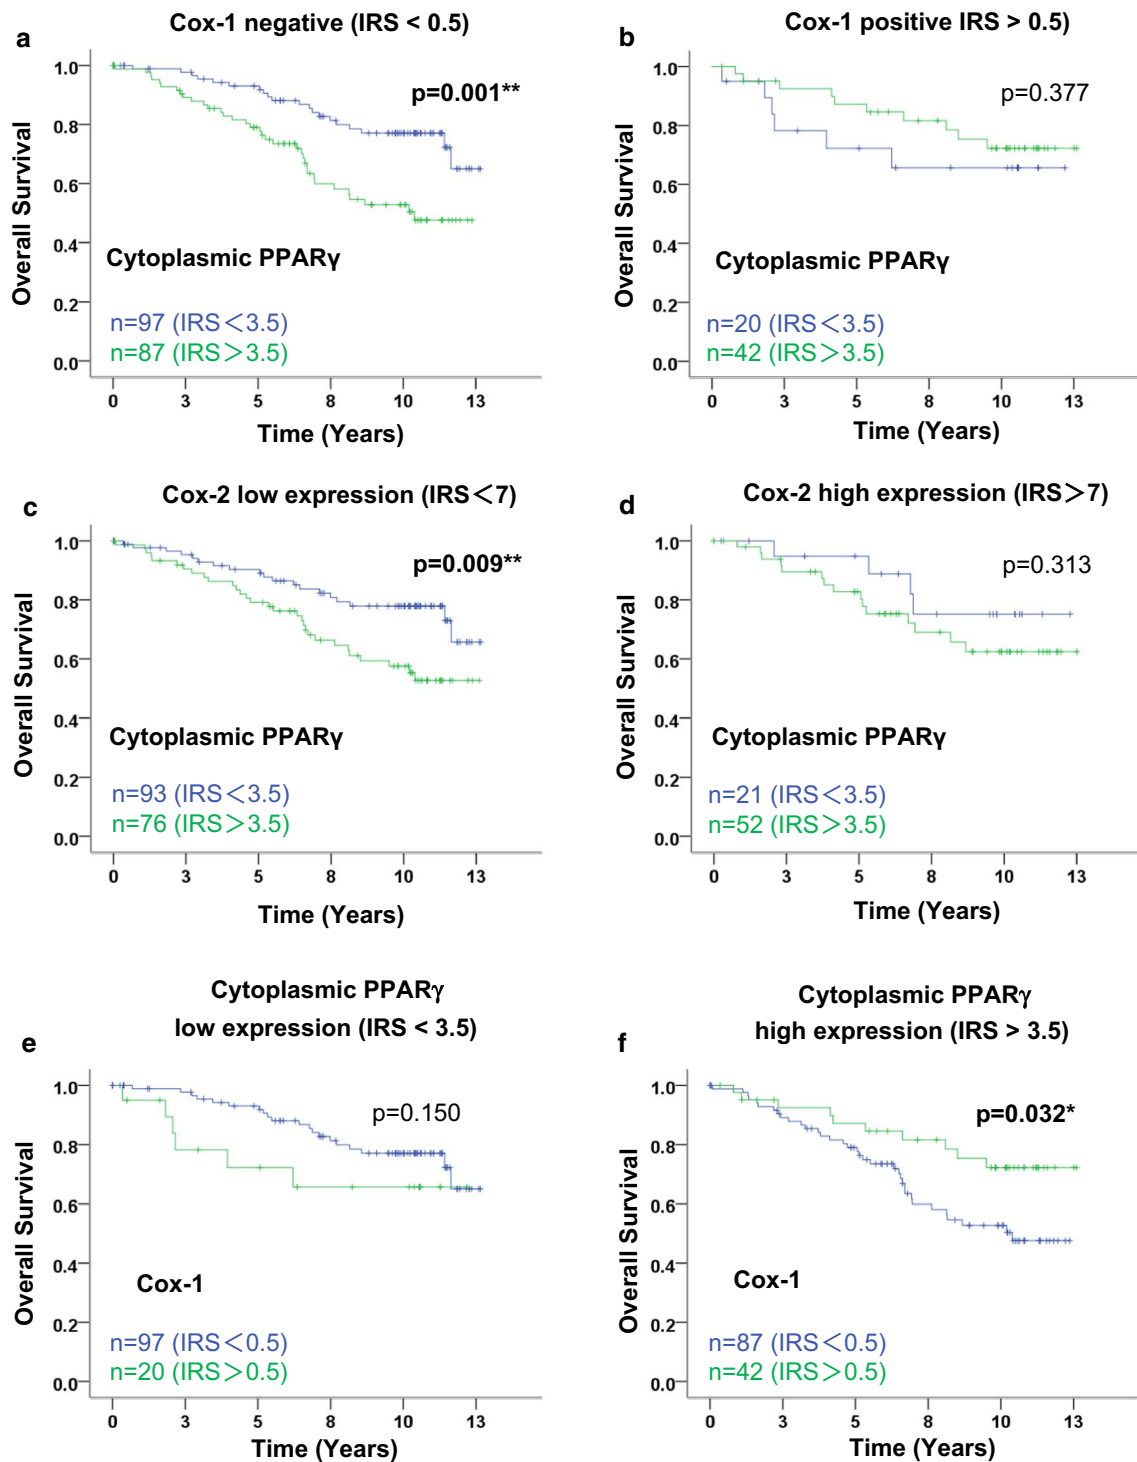 a
Cox-1 negative (IRS < 0.5)
1.0
0.8
0.6
0.4
0.2
0.0
Overall Survival
p=0.001**
Cytoplasmic PPARγ
n=97 (IRS<3.5)
n=87 (IRS>3.5)
0 3 5 8 10 13
Time (Years)
b
Cox-1 positive IRS > 0.5)
1.0
0.8
0.6
0.4
0.2
0.0
Overall Survival
p=0.377
Cytoplasmic PPARγ
n=20 (IRS<3.5)
n=42 (IRS>3.5)
0 3 5 8 10 13
Time (Years)
c
Cox-2 low expression (IRS<7)
1.0
0.8
0.6
0.4
0.2
0.0
Overall Survival
p=0.009**
Cytoplasmic PPARγ
n=93 (IRS<3.5)
n=76 (IRS>3.5)
0 3 5 8 10 13
Time (Years)
d
Cox-2 high expression (IRS>7)
1.0
0.8
0.6
0.4
0.2
0.0
Overall Survival
p=0.313
Cytoplasmic PPARγ
n=21 (IRS<3.5)
n=52 (IRS>3.5)
0 3 5 8 10 13
Time (Years)
e
Cytoplasmic PPARγ
low expression (IRS < 3.5)
1.0
0.8
0.6
0.4
0.2
0.0
Overall Survival
p=0.150
Cox-1
n=97 (IRS<0.5)
n=20 (IRS>0.5)
0 3 5 8 10 13
Time (Years)
f
Cytoplasmic PPARγ
high expression (IRS > 3.5)
1.0
0.8
0.6
0.4
0.2
0.0
Overall Survival
p=0.032*
Cox-1
n=87 (IRS<0.5)
n=42 (IRS>0.5)
0 3 5 8 10 13
Time (Years)